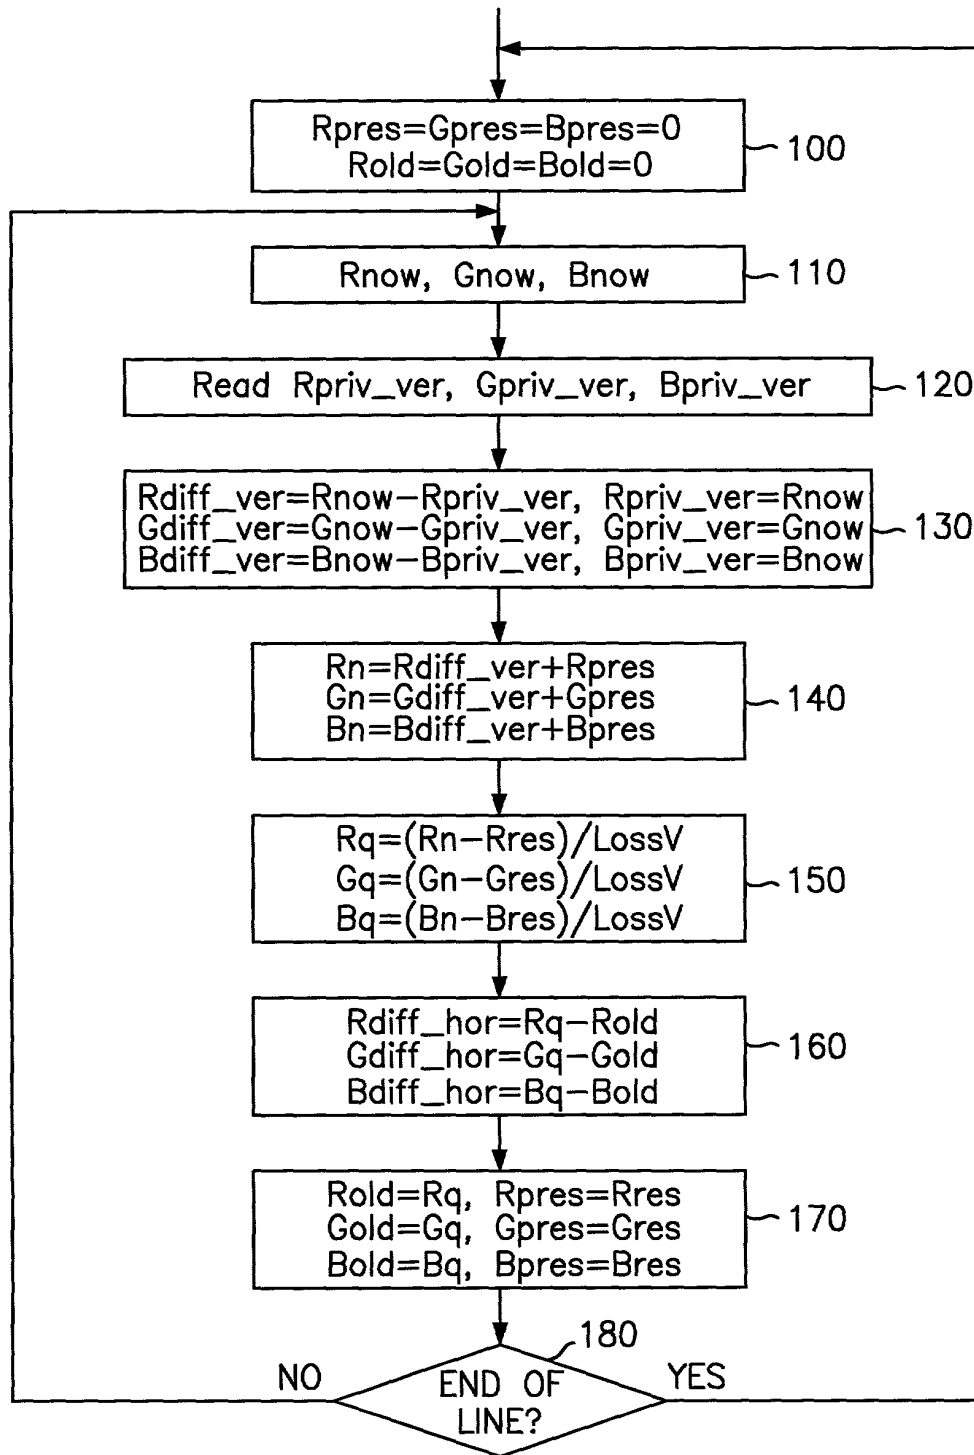 Rpres=Gpres=Bpres=0
Rold=Gold=Bold=0
100
Rnow, Gnow, Bnow
110
Read Rpriv_ver, Gpriv_ver, Bpriv_ver
120
Rdiff_ver=Rnow-Rpriv_ver, Rpriv_ver=Rnow
Gdiff_ver=Gnow-Gpriv_ver, Gpriv_ver=Gnow
Bdiff_ver=Bnow-Bpriv_ver, Bpriv_ver=Bnow
130
Rn=Rdiff_ver+Rpres
Gn=Gdiff_ver+Gpres
Bn=Bdiff_ver+Bpres
140
Rq=(Rn-Rres)/LossV
Gq=(Gn-Gres)/LossV
Bq=(Bn-Bres)/LossV
150
Rdiff_hor=Rq-Rold
Gdiff_hor=Gq-Gold
Bdiff_hor=Bq-Bold
160
Rold=Rq, Rpres=Rres
Gold=Gq, Gpres=Gres
Bold=Bq, Bpres=Bres
170
180
NO
END OF
LINE?
YES